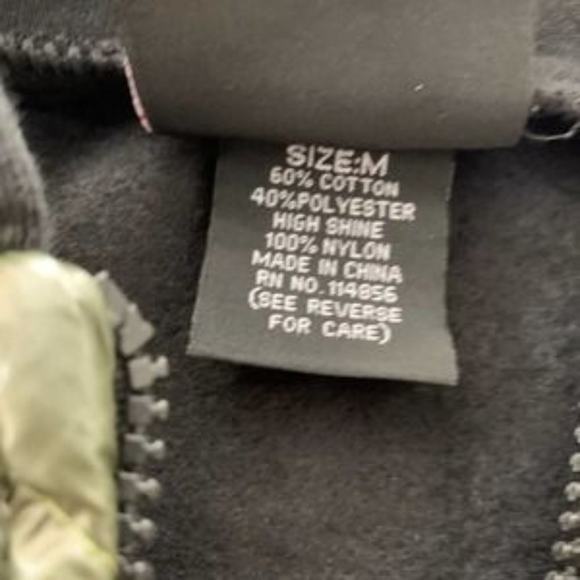 SIZE:M
60% COTTON
40%POLYESTER
HIGH SHINE
100% NYLON
MADE IN CHINA
RN NO.114856
(SEE REVERSE
FOR CARE)